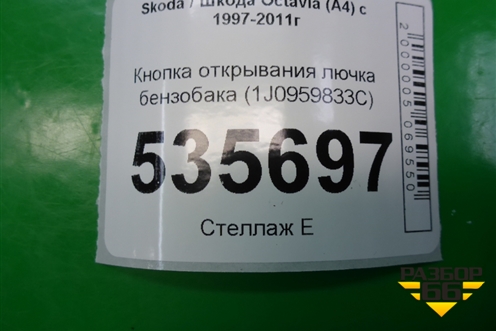 Skoda / Шкода Octavia (A4) с
1997-2011г
Кнопка открывания лючка
бензобака (1J0959833C)
535697
Стеллаж Е
2000005069550
РАЗБОР
66